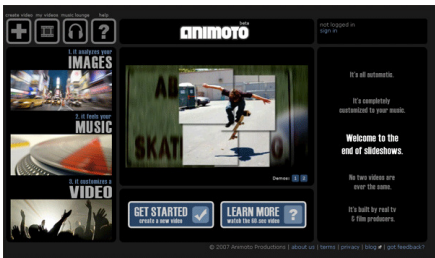 create video my videos music lounge help
beta
animoto
not logged in
sign in
1. it analyzes your
IMAGES
2. it feels your
MUSIC
3. it customizes a
VIDEO
AD
SKAT
G
Demos: 1 2
It's all automatic.
It's completely
customized to your music.
Welcome to the
end of slideshows.
No two videos are
ever the same.
It's built by real tv
& film producers.
GET STARTED
create a new video
LEARN MORE
watch the 60 sec video
?
© 2007 Animoto Productions | about us | terms | privacy | blog | got feedback?